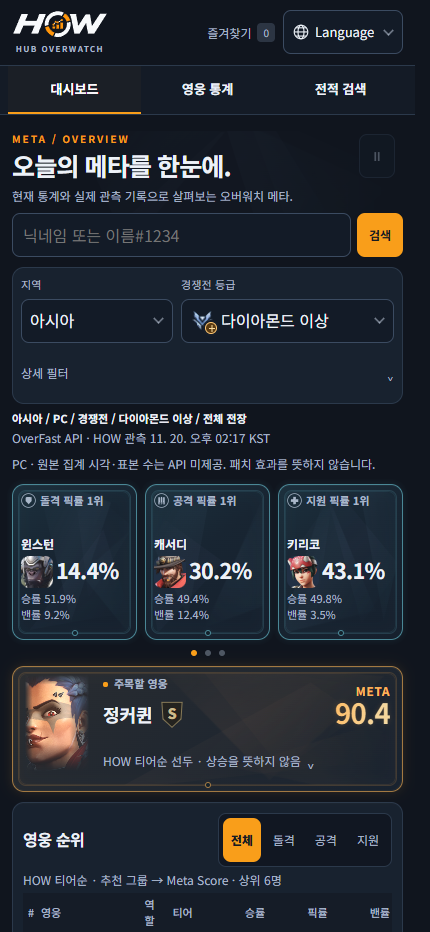 HOW
HUB OVERWATCH
즐겨찾기 0
Language
대시보드 영웅 통계 전적 검색
META / OVERVIEW
오늘의 메타를 한눈에.
현재 통계와 실제 관측 기록으로 살펴보는 오버워치 메타.
닉네임 또는 이름#1234
검색
지역 경쟁전 등급
아시아 다이아몬드 이상
상세 필터
아시아 / PC / 경쟁전 / 다이아몬드 이상 / 전체 전장
OverFast API · HOW 관측 11. 20. 오후 02:17 KST
PC · 원본 집계 시각·표본 수는 API 미제공. 패치 효과를 뜻하지 않습니다.
돌격 픽률 1위
윈스턴
14.4%
승률 51.9%
밴률 9.2%
공격 픽률 1위
캐서디
30.2%
승률 49.4%
밴률 12.4%
지원 픽률 1위
키리코
43.1%
승률 49.8%
밴률 3.5%
주목할 영웅
정커퀸 S
META
90.4
HOW 티어순 선두 · 상승을 뜻하지 않음
영웅 순위
전체 돌격 공격 지원
HOW 티어순 · 추천 그룹 → Meta Score · 상위 6명
# 영웅 역할 티어 승률 픽률 밴률